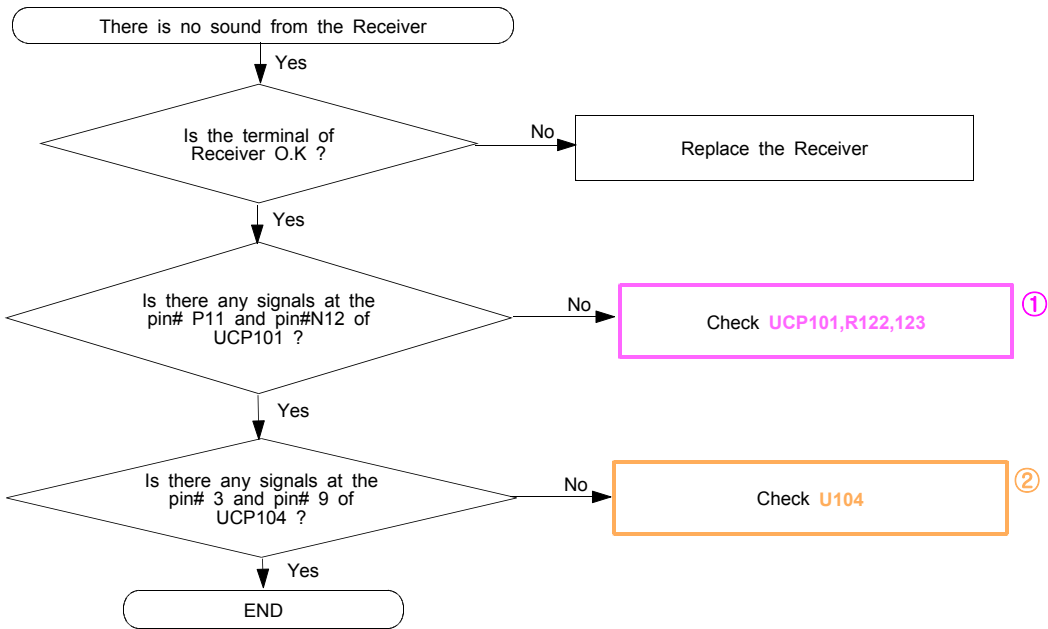 There is no sound from the Receiver
Yes
Is the terminal of
Receiver O.K ?
No
Replace the Receiver
Yes
Is there any signals at the
pin# P11 and pin#N12 of
UCP101 ?
No
Check UCP101,R122,123
①
Yes
Is there any signals at the
pin# 3 and pin# 9 of
UCP104 ?
No
Check U104
②
Yes
END